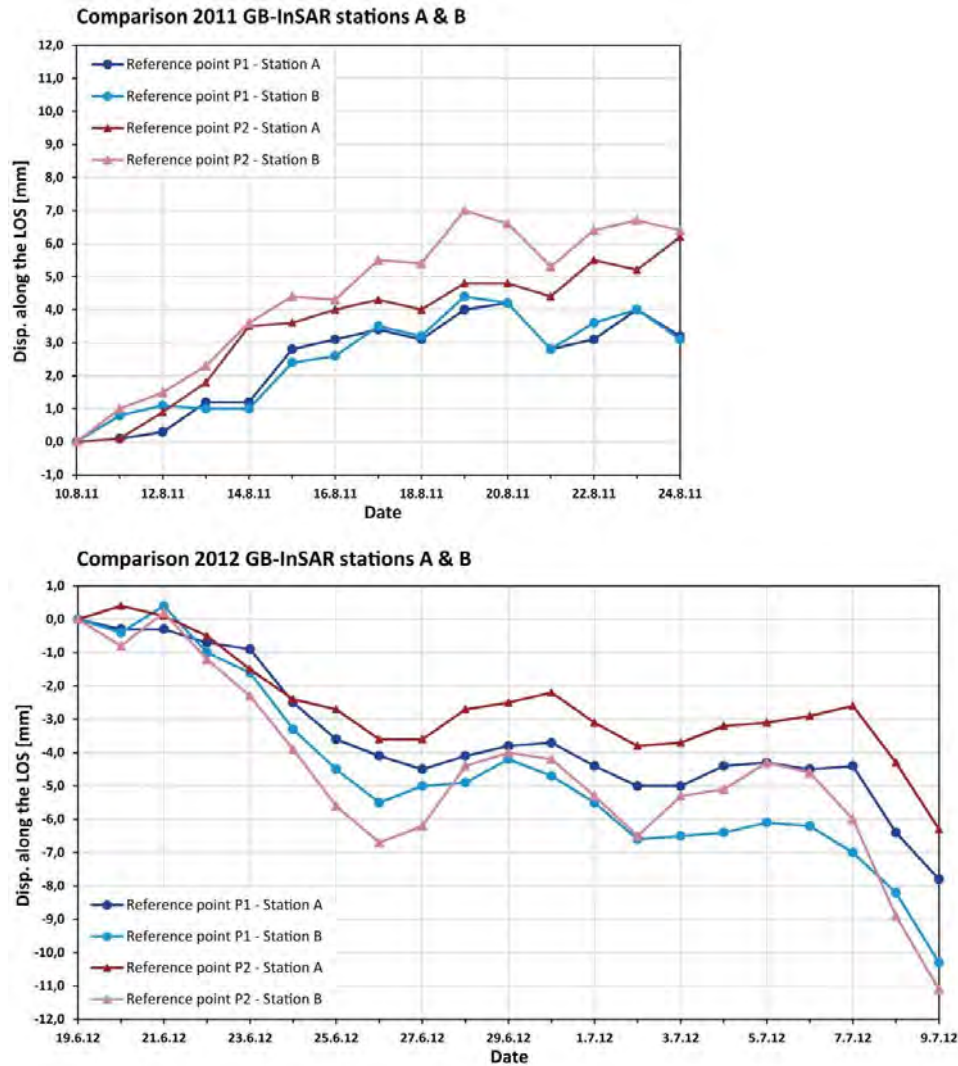 Comparison 2011 GB-InSAR stations A & B
12,0
11,0
10,0
9,0
8,0
7,0
6,0
5,0
4,0
3,0
2,0
1,0
0,0
-1,0
Disp. along the LOS [mm]
Reference point P1 - Station A
Reference point P1 - Station B
Reference point P2 - Station A
Reference point P2 - Station B
10.8.11 12.8.11 14.8.11 16.8.11 18.8.11 20.8.11 22.8.11 24.8.11
Date
Comparison 2012 GB-InSAR stations A & B
1,0
0,0
-1,0
-2,0
-3,0
-4,0
-5,0
-6,0
-7,0
-8,0
-9,0
-10,0
-11,0
-12,0
Disp. along the LOS [mm]
Reference point P1 - Station A
Reference point P1 - Station B
Reference point P2 - Station A
Reference point P2 - Station B
19.6.12 21.6.12 23.6.12 25.6.12 27.6.12 29.6.12 1.7.12 3.7.12 5.7.12 7.7.12 9.7.12
Date